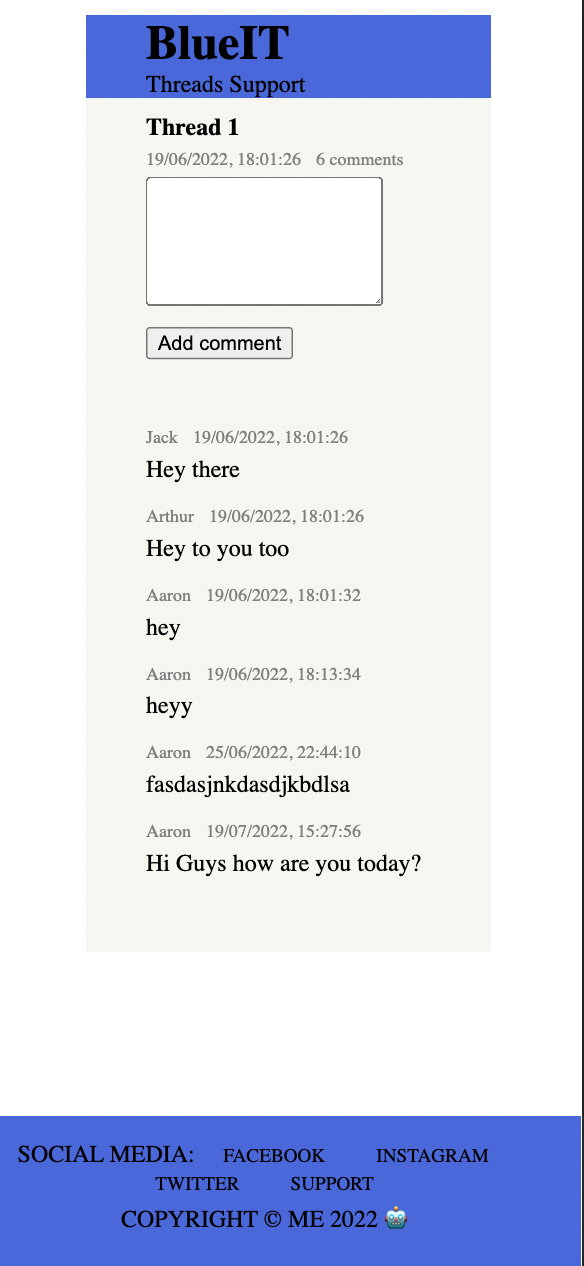 BlueIT
Threads Support
Thread 1
19/06/2022, 18:01:26 6 comments
Add comment
Jack 19/06/2022, 18:01:26
Hey there
Arthur 19/06/2022, 18:01:26
Hey to you too
Aaron 19/06/2022, 18:01:32
hey
Aaron 19/06/2022, 18:13:34
heyy
Aaron 25/06/2022, 22:44:10
fasdasjnkdasdjkbdlsa
Aaron 19/07/2022, 15:27:56
Hi Guys how are you today?
SOCIAL MEDIA: FACEBOOK INSTAGRAM
TWITTER SUPPORT
COPYRIGHT © ME 2022 🤖